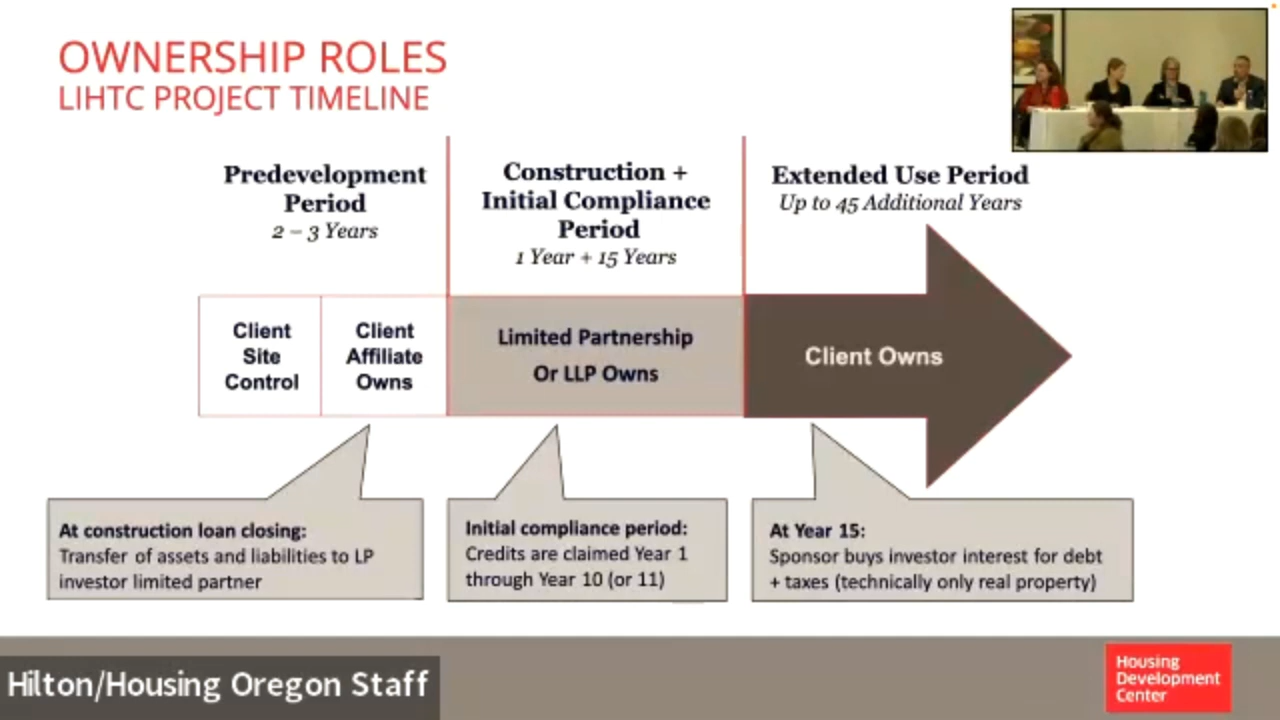 OWNERSHIP ROLES
LIHTC PROJECT TIMELINE
Predevelopment
Period
2 – 3 Years
Construction +
Initial Compliance
Period
1 Year + 15 Years
Extended Use Period
Up to 45 Additional Years
Client
Site
Control
Client
Affiliate
Owns
Limited Partnership
Or LLP Owns
Client Owns
At construction loan closing:
Transfer of assets and liabilities to LP
investor limited partner
Initial compliance period:
Credits are claimed Year 1
through Year 10 (or 11)
At Year 15:
Sponsor buys investor interest for debt
+ taxes (technically only real property)
Hilton/Housing Oregon Staff
Housing
Development
Center